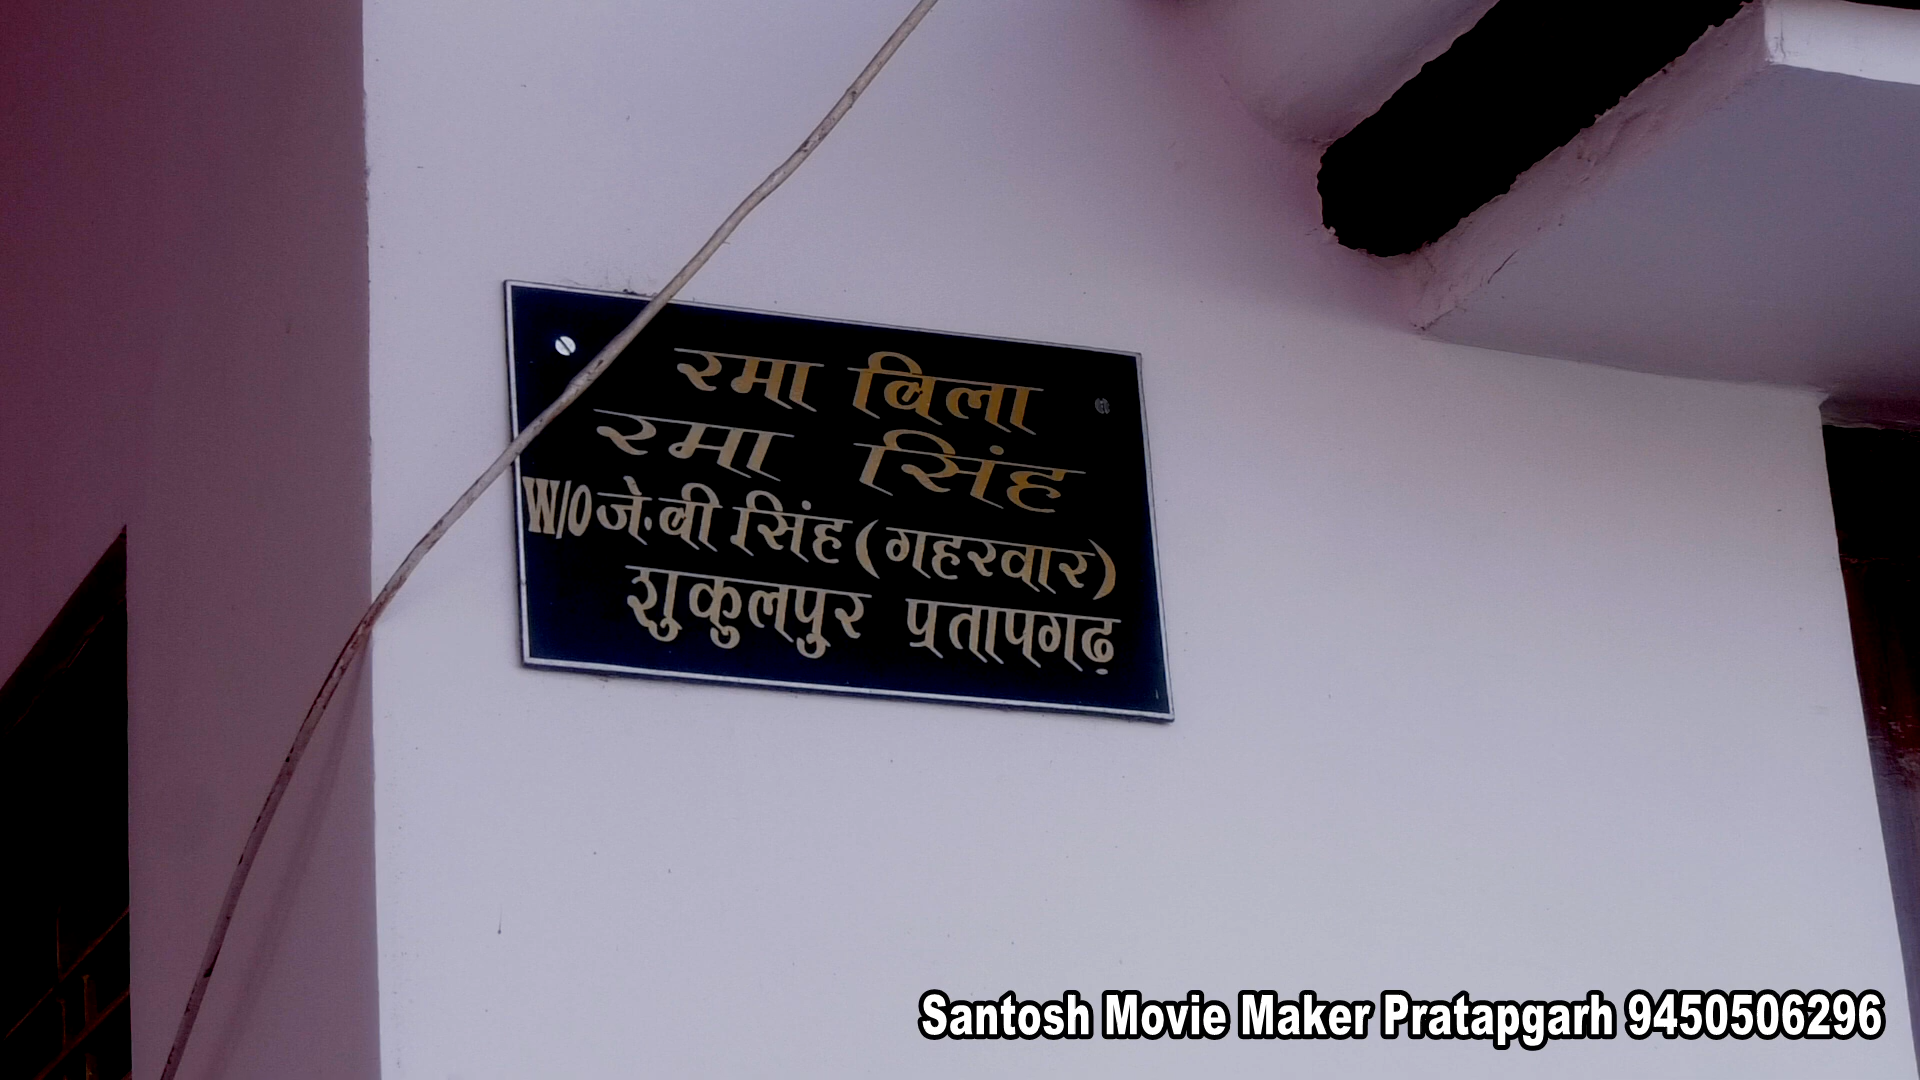 रमा विला
रमा सिंह
W/O जे.वी सिंह (गहरवार)
शुकुलपुर प्रतापगढ़
Santosh Movie Maker Pratapgarh 9450506296